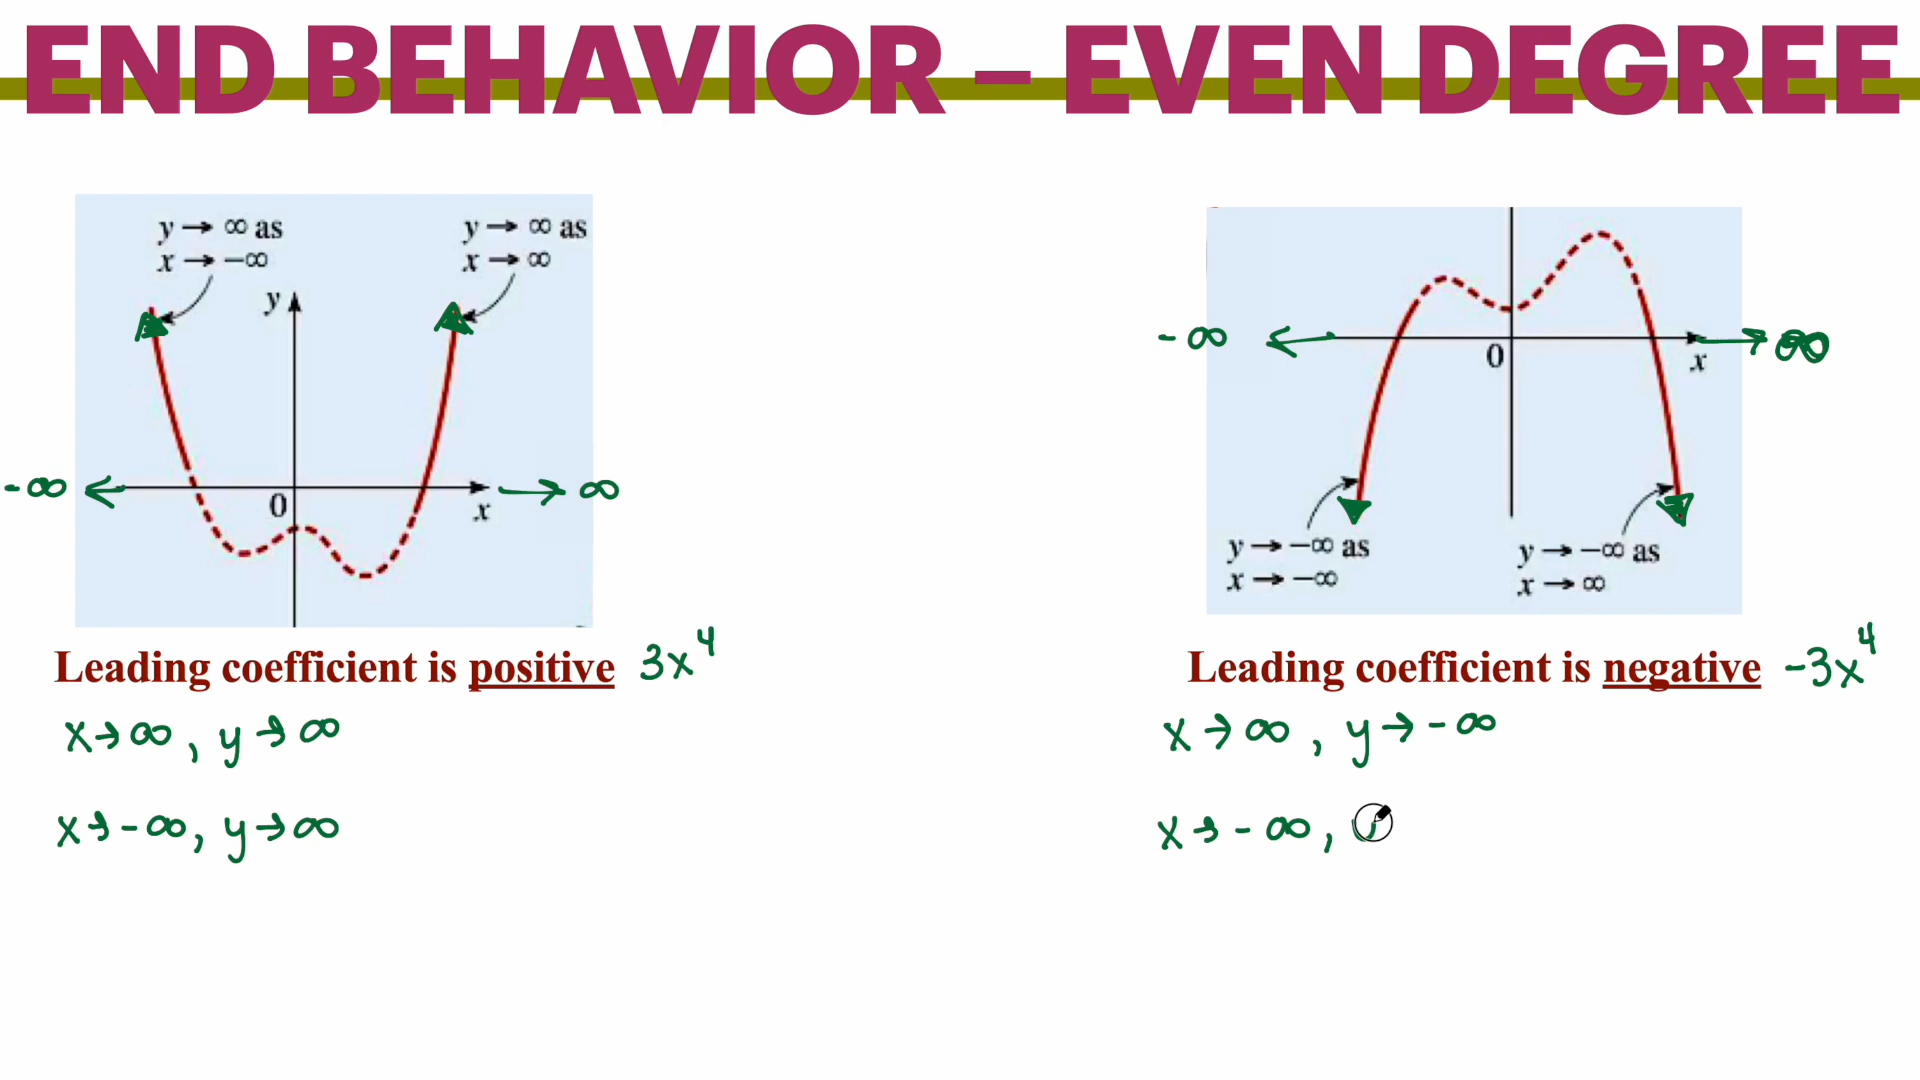 END BEHAVIOR – EVEN DEGREE
y → ∞ as
x → −∞
y → ∞ as
x → ∞
y
-∞
0
x
∞
Leading coefficient is positive 3x⁴
x→∞, y→∞
x→-∞, y→∞
-∞
0
x
∞
y → −∞ as
x → −∞
y → −∞ as
x → ∞
Leading coefficient is negative -3x⁴
x→∞, y→-∞
x→-∞,